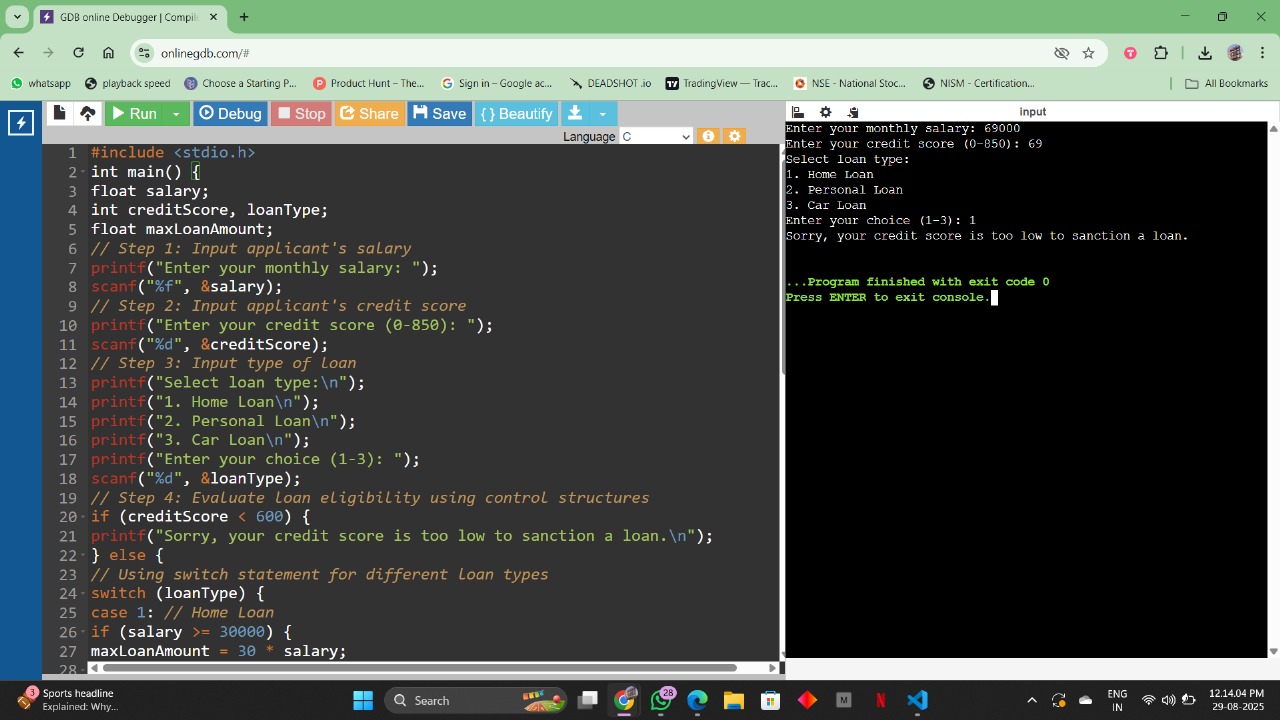 GDB online Debugger | Compile
onlinegdb.com/#
whatsapp
playback speed
Choose a Starting P...
Product Hunt – The...
Sign in – Google ac...
DEADSHOT .io
TradingView — Trac...
NSE - National Stoc...
NISM - Certification...
All Bookmarks
Run
Debug
Stop
Share
Save
{ } Beautify
Language C
1 #include <stdio.h>
2 int main() {
3 float salary;
4 int creditScore, loanType;
5 float maxLoanAmount;
6 // Step 1: Input applicant's salary
7 printf("Enter your monthly salary: ");
8 scanf("%f", &salary);
9 // Step 2: Input applicant's credit score
10 printf("Enter your credit score (0-850): ");
11 scanf("%d", &creditScore);
12 // Step 3: Input type of loan
13 printf("Select loan type:\n");
14 printf("1. Home Loan\n");
15 printf("2. Personal Loan\n");
16 printf("3. Car Loan\n");
17 printf("Enter your choice (1-3): ");
18 scanf("%d", &loanType);
19 // Step 4: Evaluate loan eligibility using control structures
20 if (creditScore < 600) {
21 printf("Sorry, your credit score is too low to sanction a loan.\n");
22 } else {
23 // Using switch statement for different loan types
24 switch (loanType) {
25 case 1: // Home Loan
26 if (salary >= 30000) {
27 maxLoanAmount = 30 * salary;
28
input
Enter your monthly salary: 69000
Enter your credit score (0-850): 69
Select loan type:
1. Home Loan
2. Personal Loan
3. Car Loan
Enter your choice (1-3): 1
Sorry, your credit score is too low to sanction a loan.
...Program finished with exit code 0
Press ENTER to exit console.
3
Sports headline
Explained: Why...
Search
28
M
N
ENG
IN
12.14.04 PM
29-08-2025